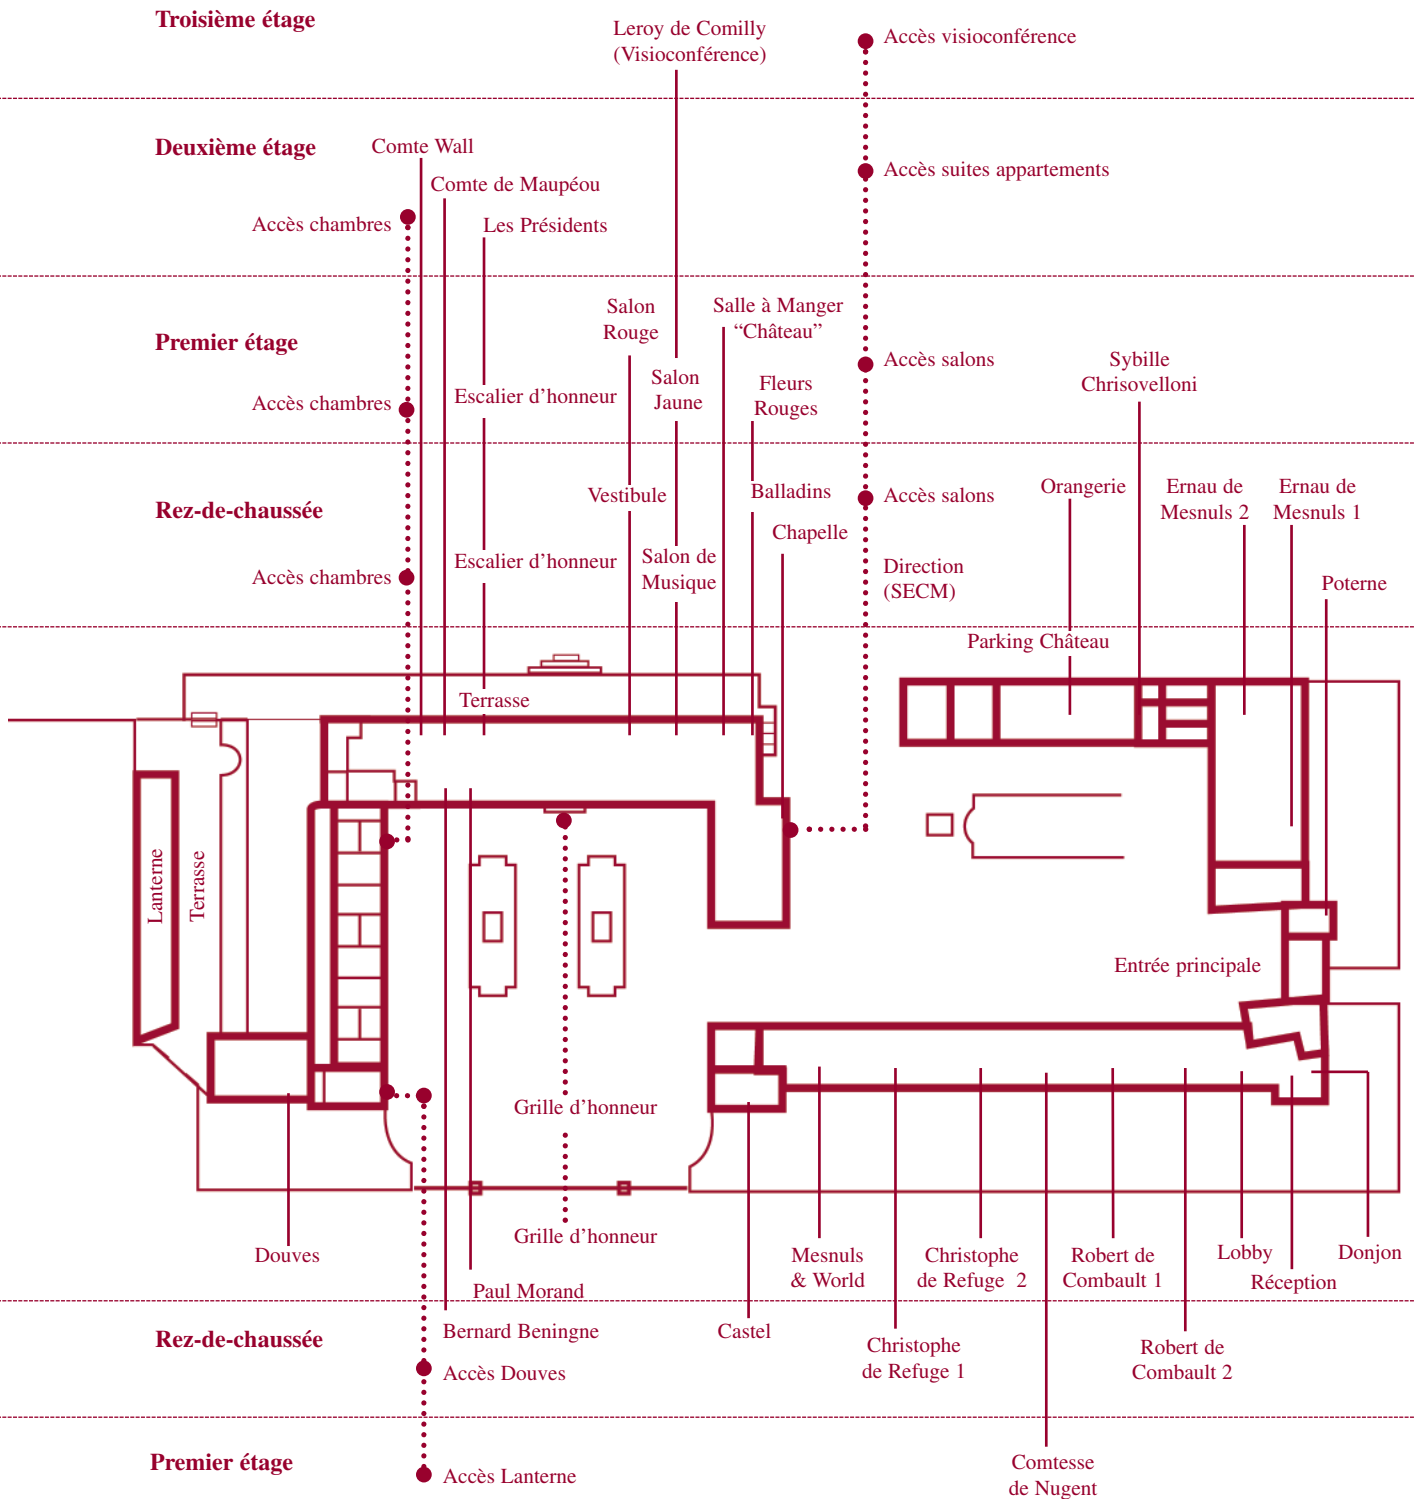 Troisième étage
Leroy de Comilly
(Visioconférence)
Accès visioconférence
Deuxième étage
Comte Wall
Accès suites appartements
Comte de Maupéou
Accès chambres
Les Présidents
Premier étage
Salon
Rouge
Salle à Manger
“Château”
Accès salons
Sybille
Chrisovelloni
Salon
Jaune
Fleurs
Rouges
Accès chambres
Escalier d’honneur
Rez-de-chaussée
Vestibule
Balladins
Accès salons
Orangerie
Ernau de
Mesnuls 2
Ernau de
Mesnuls 1
Chapelle
Accès chambres
Escalier d’honneur
Salon de
Musique
Direction
(SECM)
Poterne
Parking Château
Terrasse
Lanterne
Terrasse
Entrée principale
Grille d’honneur
Grille d’honneur
Douves
Mesnuls
& World
Christophe
de Refuge 2
Robert de
Combault 1
Lobby
Donjon
Réception
Paul Morand
Rez-de-chaussée
Bernard Beningne
Castel
Christophe
de Refuge 1
Robert de
Combault 2
Accès Douves
Premier étage
Accès Lanterne
Comtesse
de Nugent